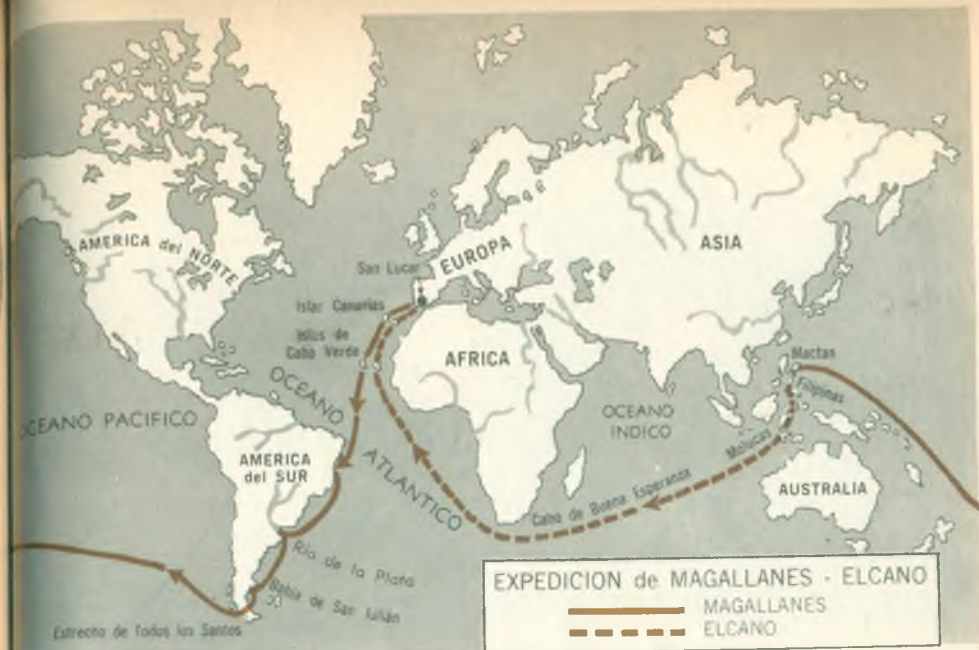 AMERICA del NORTE
San Lucar
EUROPA
ASIA
Islas Canarias
Islas de
Cabo Verde
AFRICA
Mactan
Filipinas
OCEANO
ATLANTICO
OCEANO PACIFICO
OCEANO
INDICO
AMERICA
del SUR
Molucas
AUSTRALIA
Cabo de Buena Esperanza
Rio de la Plata
Bahia de San Julián
Estrecho de Todos los Santos
EXPEDICION de MAGALLANES - ELCANO
MAGALLANES
ELCANO